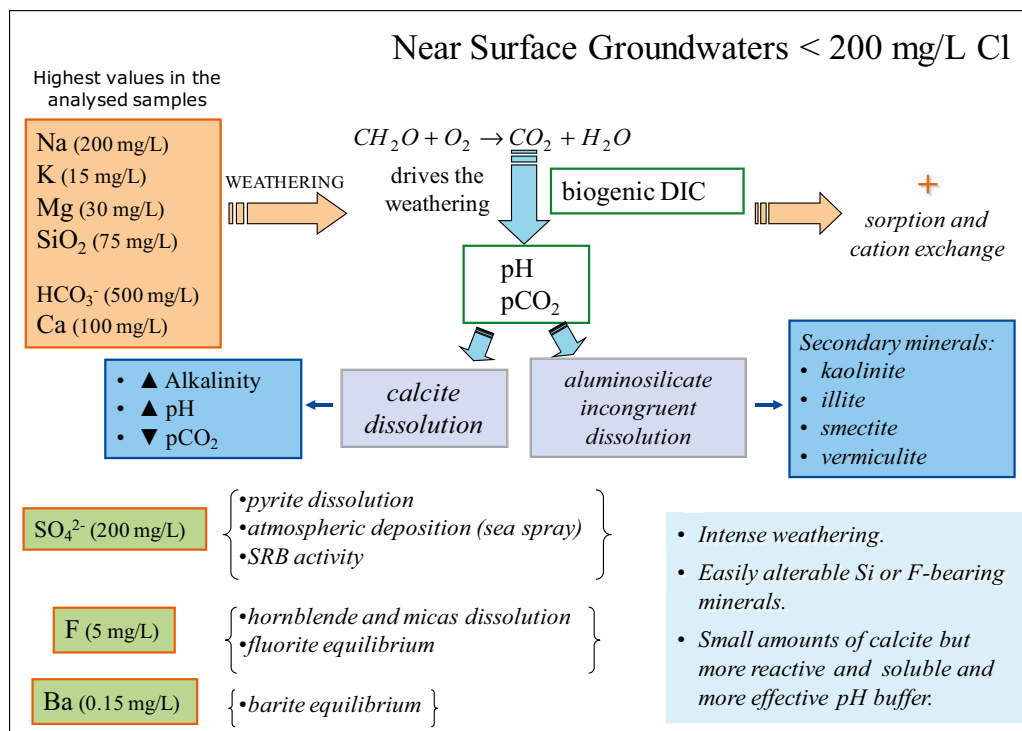 Near Surface Groundwaters < 200 mg/L Cl
Highest values in the
analysed samples
Na (200 mg/L)
K (15 mg/L)
Mg (30 mg/L)
SiO₂ (75 mg/L)
HCO₃⁻ (500 mg/L)
Ca (100 mg/L)
WEATHERING
CH₂O + O₂ → CO₂ + H₂O
drives the
weathering
biogenic DIC
+
sorption and
cation exchange
pH
pCO₂
• ▲ Alkalinity
• ▲ pH
• ▼ pCO₂
calcite
dissolution
aluminosilicate
incongruent
dissolution
Secondary minerals:
• kaolinite
• illite
• smectite
• vermiculite
SO₄²⁻ (200 mg/L)
•pyrite dissolution
•atmospheric deposition (sea spray)
•SRB activity
F (5 mg/L)
•hornblende and micas dissolution
•fluorite equilibrium
Ba (0.15 mg/L)
•barite equilibrium
• Intense weathering.
• Easily alterable Si or F-bearing
minerals.
• Small amounts of calcite but
more reactive and soluble and
more effective pH buffer.